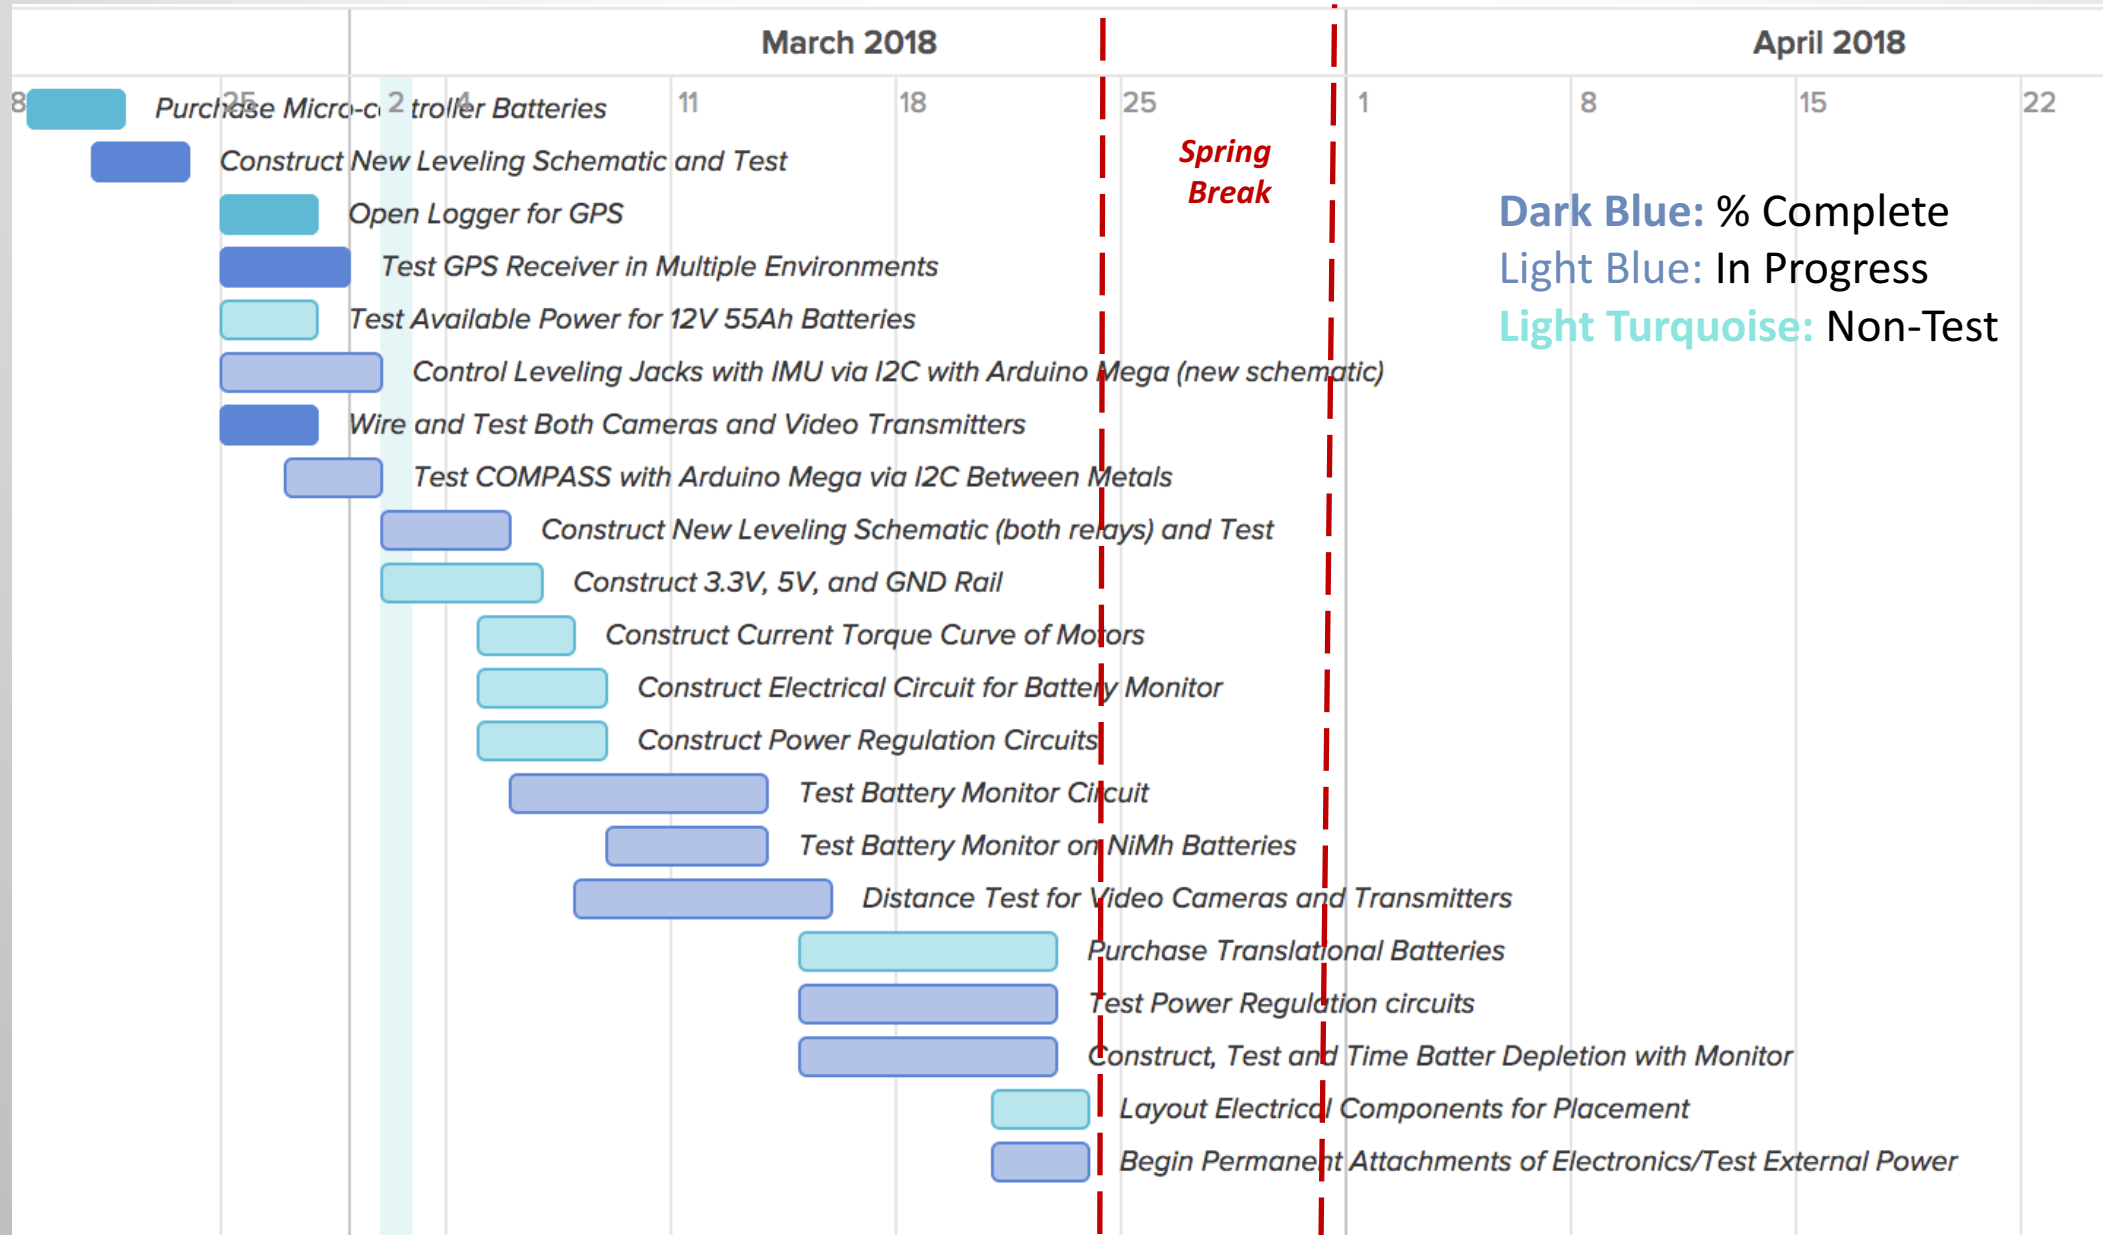 March 2018
April 2018
8 25 2 4 11 18 25 1 8 15 22
Purchase Micro-controller Batteries
Construct New Leveling Schematic and Test
Spring
Break
Open Logger for GPS
Dark Blue: % Complete
Test GPS Receiver in Multiple Environments
Light Blue: In Progress
Test Available Power for 12V 55Ah Batteries
Light Turquoise: Non-Test
Control Leveling Jacks with IMU via I2C with Arduino Mega (new schematic)
Wire and Test Both Cameras and Video Transmitters
Test COMPASS with Arduino Mega via I2C Between Metals
Construct New Leveling Schematic (both relays) and Test
Construct 3.3V, 5V, and GND Rail
Construct Current Torque Curve of Motors
Construct Electrical Circuit for Battery Monitor
Construct Power Regulation Circuits
Test Battery Monitor Circuit
Test Battery Monitor on NiMh Batteries
Distance Test for Video Cameras and Transmitters
Purchase Translational Batteries
Test Power Regulation circuits
Construct, Test and Time Batter Depletion with Monitor
Layout Electrical Components for Placement
Begin Permanent Attachments of Electronics/Test External Power